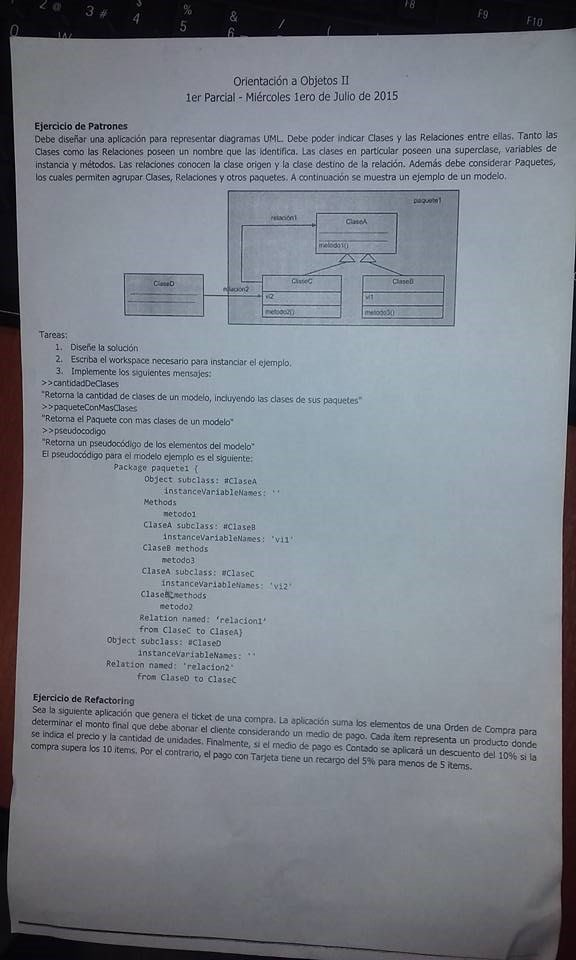 2 @
3 #
4
%
5
&
6
F8
F9
F10
Orientación a Objetos II
1er Parcial - Miércoles 1ero de Julio de 2015
Ejercicio de Patrones
Debe diseñar una aplicación para representar diagramas UML. Debe poder indicar Clases y las Relaciones entre ellas. Tanto las
Clases como las Relaciones poseen un nombre que las identifica. Las clases en particular poseen una superclase, variables de
instancia y métodos. Las relaciones conocen la clase origen y la clase destino de la relación. Además debe considerar Paquetes,
los cuales permiten agrupar Clases, Relaciones y otros paquetes. A continuación se muestra un ejemplo de un modelo.
paquete1
relación1
ClaseA
metodo1()
ClaseD
relacion2
ClaseC
vi2
metodo2()
ClaseB
vi1
metodo3()
Tareas:
1. Diseñe la solución
2. Escriba el workspace necesario para instanciar el ejemplo.
3. Implemente los siguientes mensajes:
>>cantidadDeClases
"Retorna la cantidad de clases de un modelo, incluyendo las clases de sus paquetes"
>>paqueteConMasClases
"Retorna el Paquete con mas clases de un modelo"
>>pseudocodigo
"Retorna un pseudocódigo de los elementos del modelo"
El pseudocódigo para el modelo ejemplo es el siguiente:
Package paquete1 {
Object subclass: #ClaseA
instanceVariableNames: ''
Methods
metodo1
ClaseA subclass: #ClaseB
instanceVariableNames: 'vi1'
ClaseB methods
metodo3
ClaseA subclass: #ClaseC
instanceVariableNames: 'vi2'
methods
metodo2
Relation named: 'relacion1'
from ClaseC to ClaseA}
Object subclass: #ClaseD
instanceVariableNames: ''
Relation named: 'relacion2'
from ClaseD to ClaseC
Ejercicio de Refactoring
Sea la siguiente aplicación que genera el ticket de una compra. La aplicación suma los elementos de una Orden de Compra para
determinar el monto final que debe abonar el cliente considerando un medio de pago. Cada ítem representa un producto donde
se indica el precio y la cantidad de unidades. Finalmente, si el medio de pago es Contado se aplicará un descuento del 10% si la
compra supera los 10 ítems. Por el contrario, el pago con Tarjeta tiene un recargo del 5% para menos de 5 ítems.